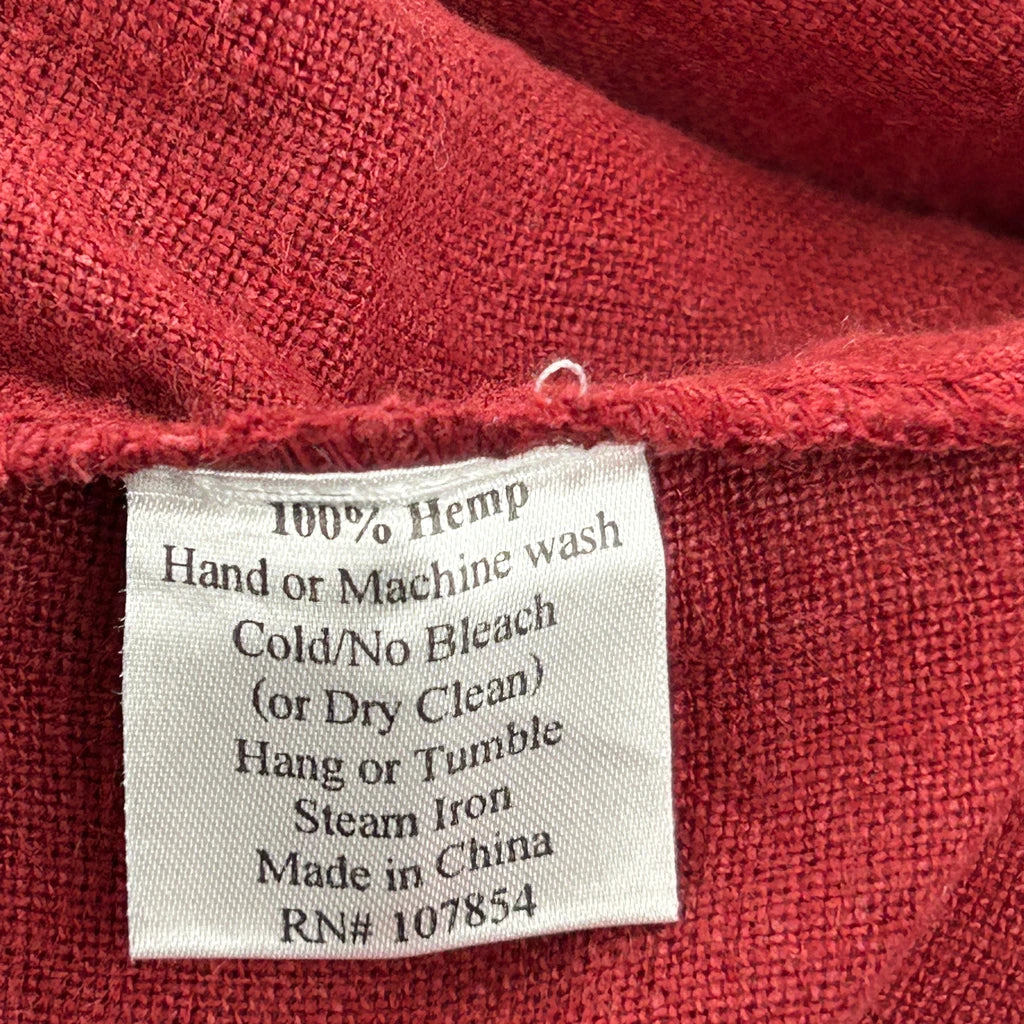 100% Hemp
Hand or Machine wash
Cold/No Bleach
(or Dry Clean)
Hang or Tumble
Steam Iron
Made in China
RN# 107854